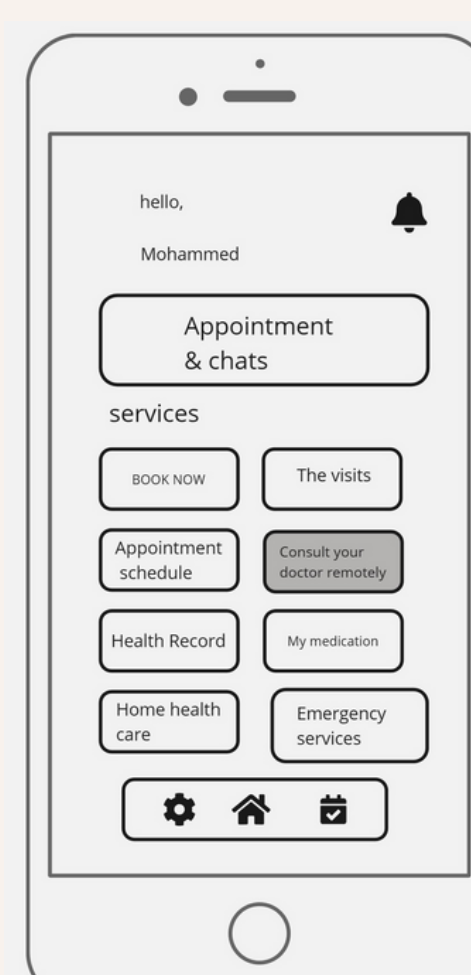 hello,
Mohammed
Appointment
& chats
services
BOOK NOW
The visits
Appointment
schedule
Consult your
doctor remotely
Health Record
My medication
Home health
care
Emergency
services